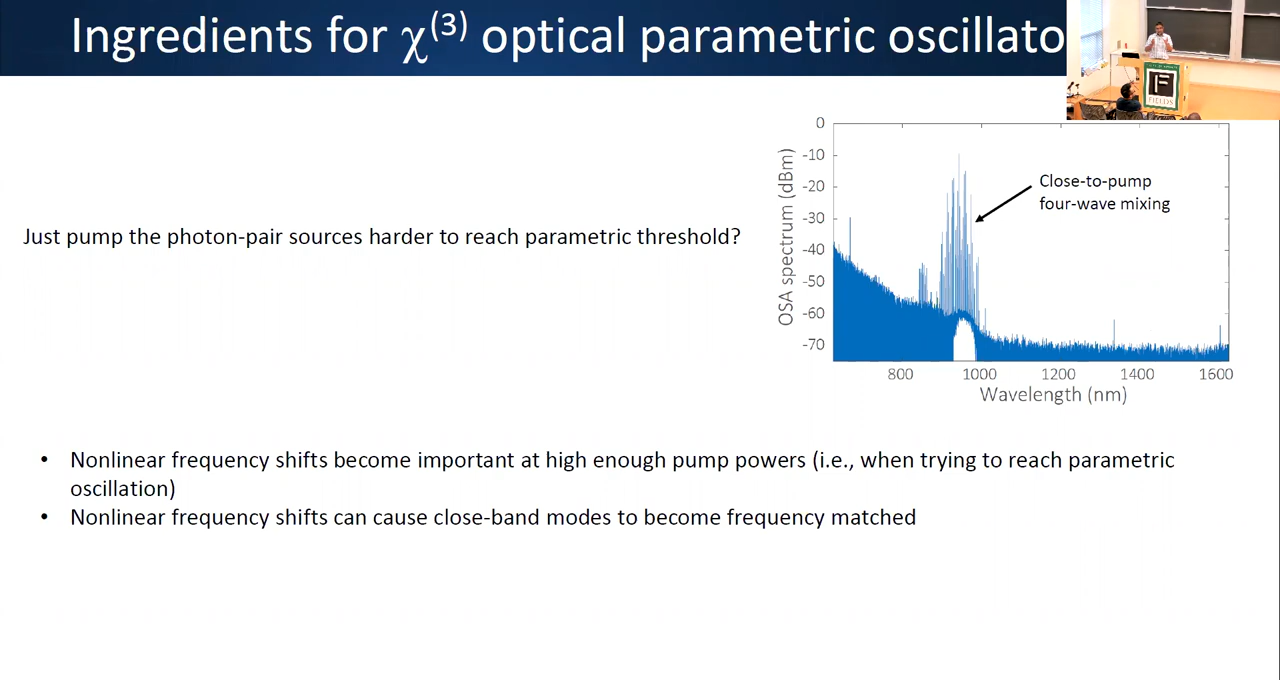 Ingredients for χ⁽³⁾ optical parametric oscillato
FIELDS
Just pump the photon-pair sources harder to reach parametric threshold?
0
-10
-20
-30
-40
-50
-60
-70
OSA spectrum (dBm)
Close-to-pump
four-wave mixing
800 1000 1200 1400 1600
Wavelength (nm)
• Nonlinear frequency shifts become important at high enough pump powers (i.e., when trying to reach parametric
oscillation)
• Nonlinear frequency shifts can cause close-band modes to become frequency matched